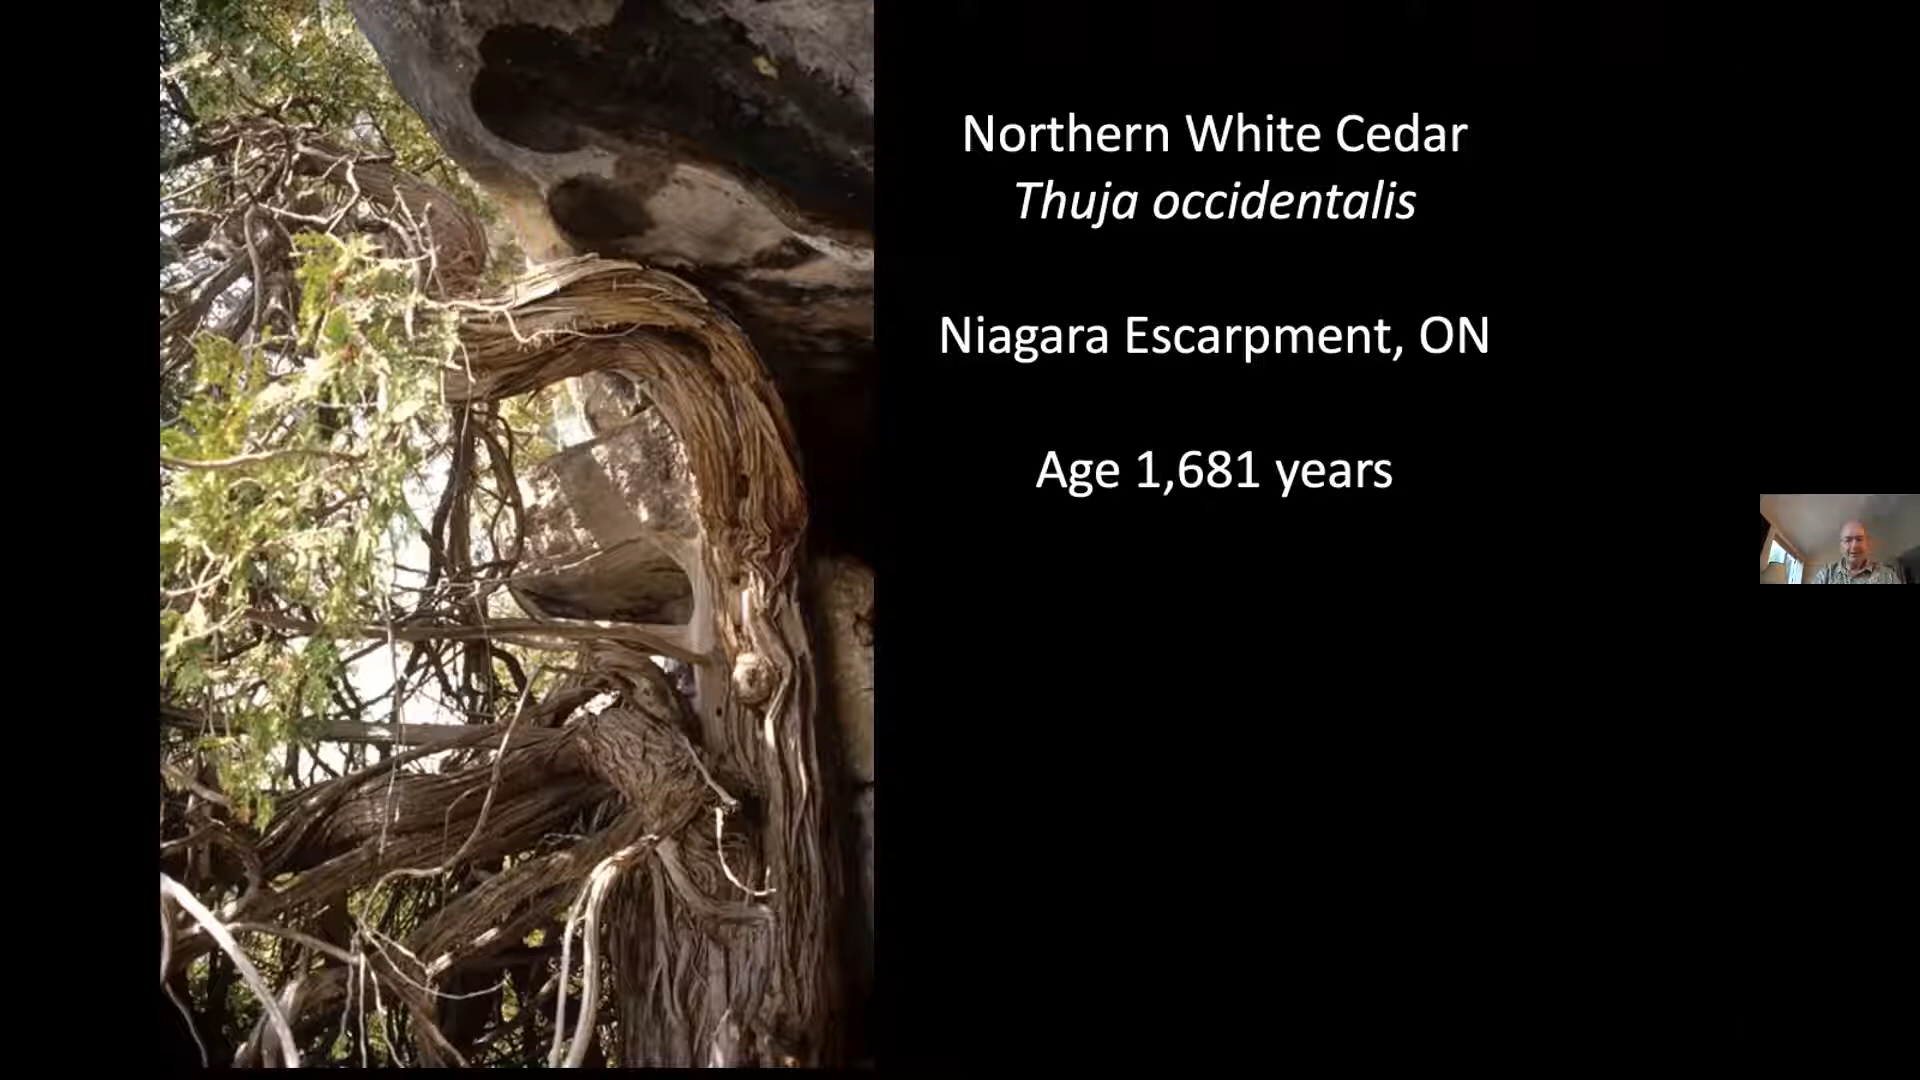 Northern White Cedar
Thuja occidentalis
Niagara Escarpment, ON
Age 1,681 years